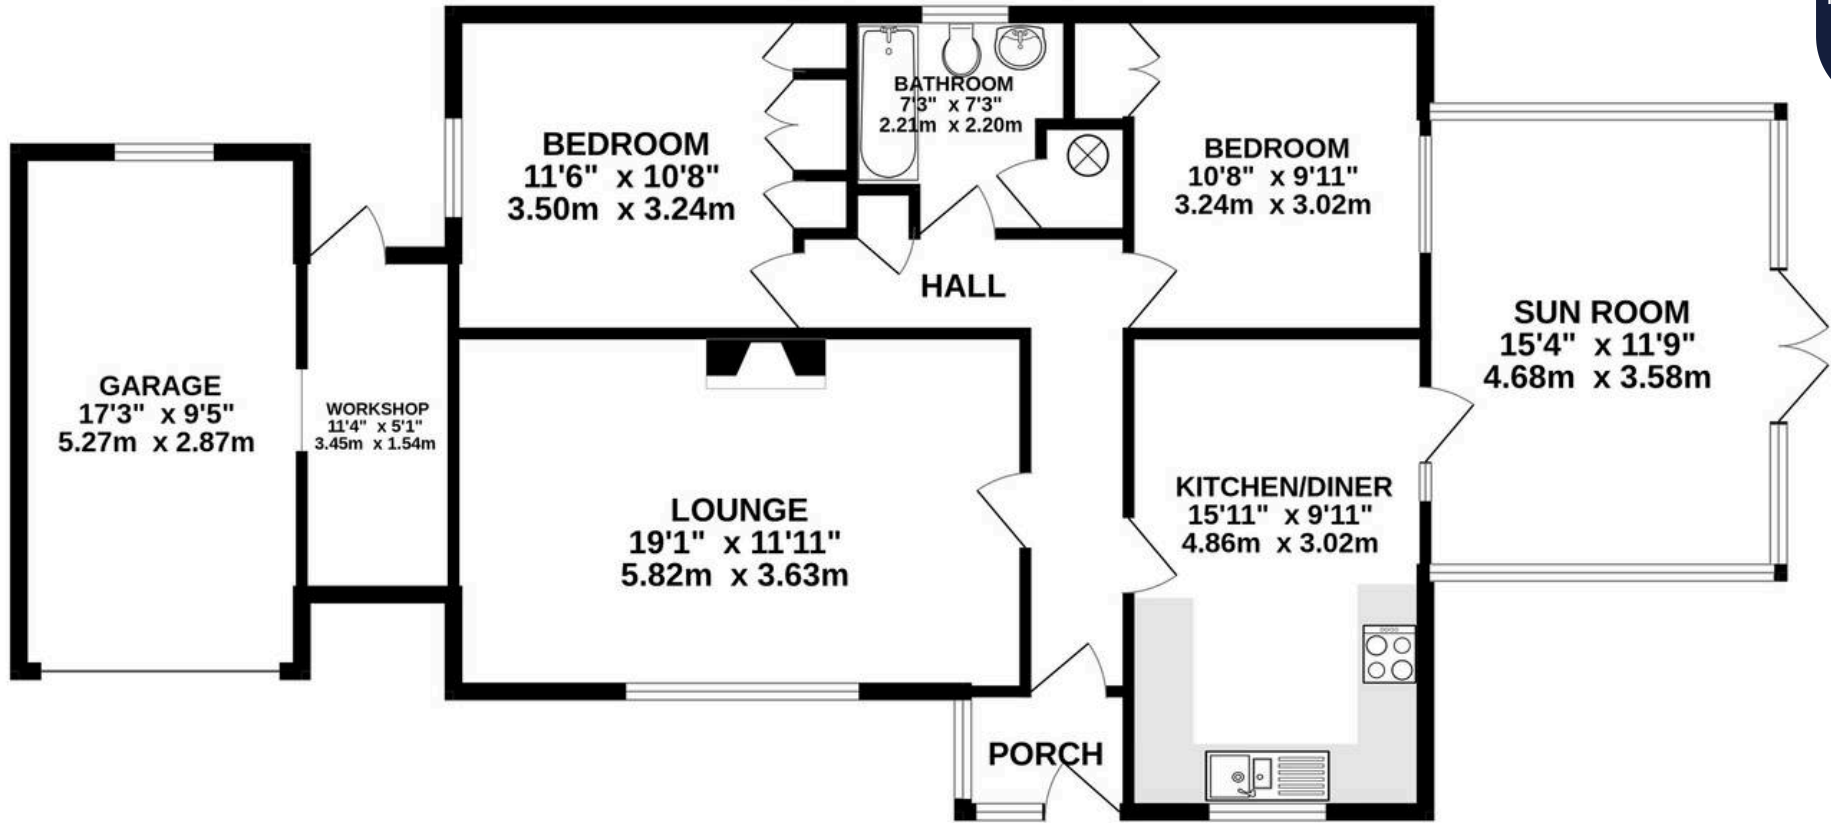 BEDROOM
11'6" x 10'8"
3.50m x 3.24m
BATHROOM
7'3" x 7'3"
2.21m x 2.20m
BEDROOM
10'8" x 9'11"
3.24m x 3.02m
HALL
SUN ROOM
15'4" x 11'9"
4.68m x 3.58m
GARAGE
17'3" x 9'5"
5.27m x 2.87m
WORKSHOP
11'4" x 5'1"
3.45m x 1.54m
LOUNGE
19'1" x 11'11"
5.82m x 3.63m
KITCHEN/DINER
15'11" x 9'11"
4.86m x 3.02m
PORCH